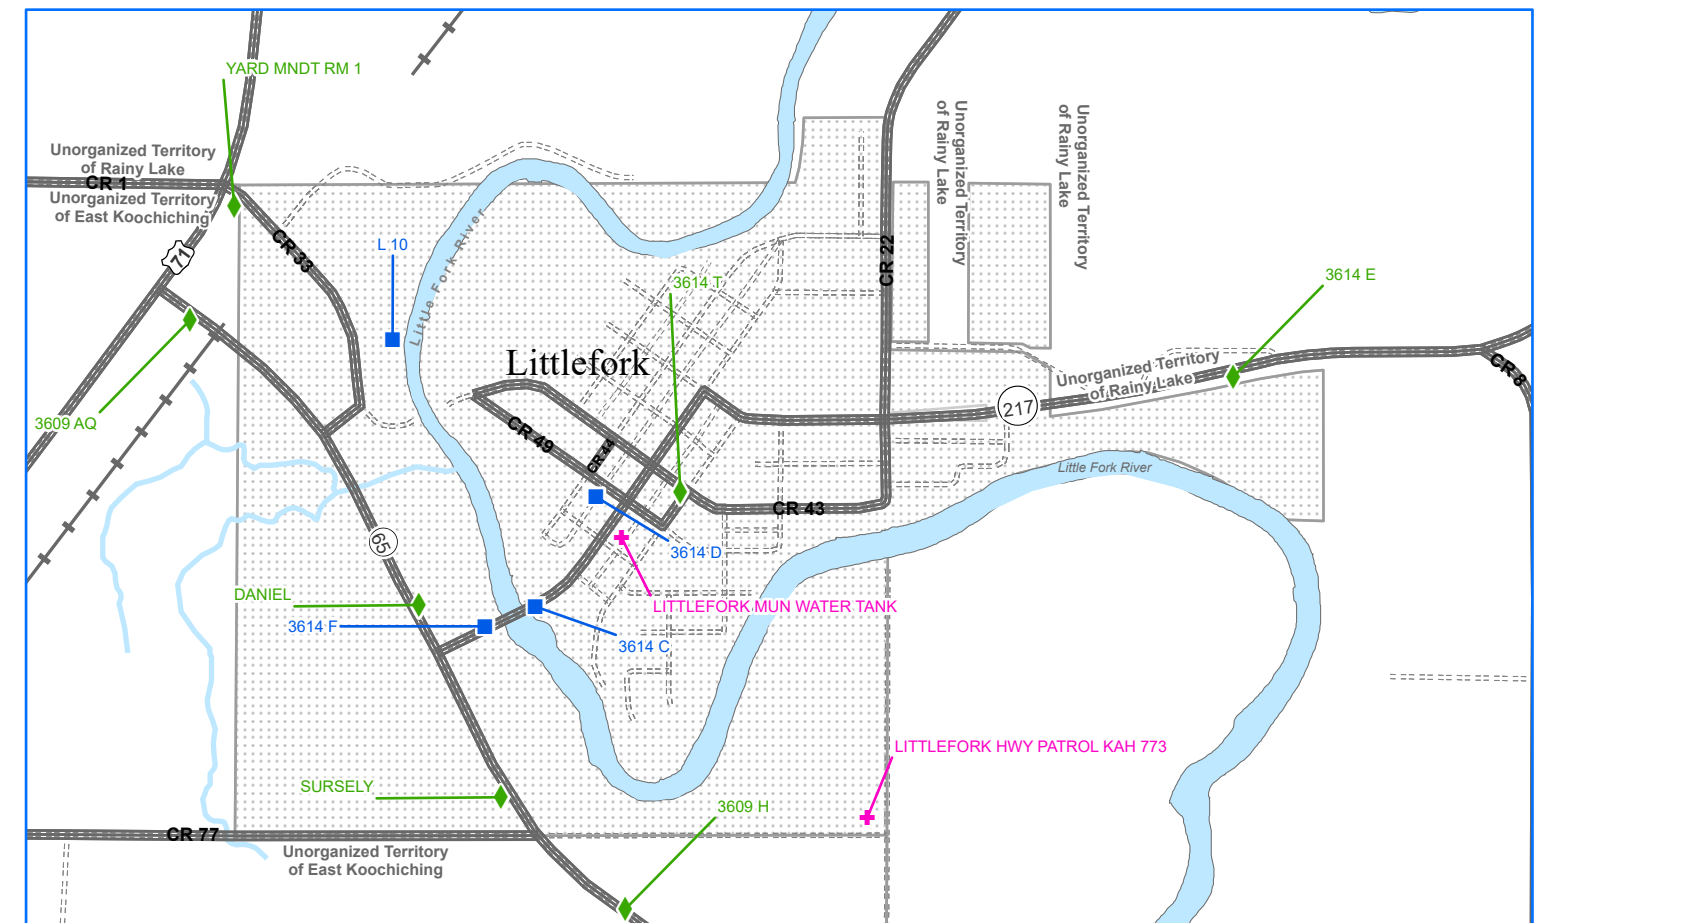 YARD MNDT RM 1
Unorganized Territory
of Rainy Lake
CR 1
Unorganized Territory
of East Koochiching
71
CR 33
L 10
Little Fork River
3614 T
CR 22
Unorganized Territory
of Rainy Lake
Unorganized Territory
of Rainy Lake
3614 E
Littlefork
Unorganized Territory
of Rainy Lake
217
CR 8
3609 AQ
CR 49
CR 44
Little Fork River
CR 43
65
3614 D
DANIEL
3614 F
LITTLEFORK MUN WATER TANK
3614 C
LITTLEFORK HWY PATROL KAH 773
SURSELY
3609 H
CR 77
Unorganized Territory
of East Koochiching